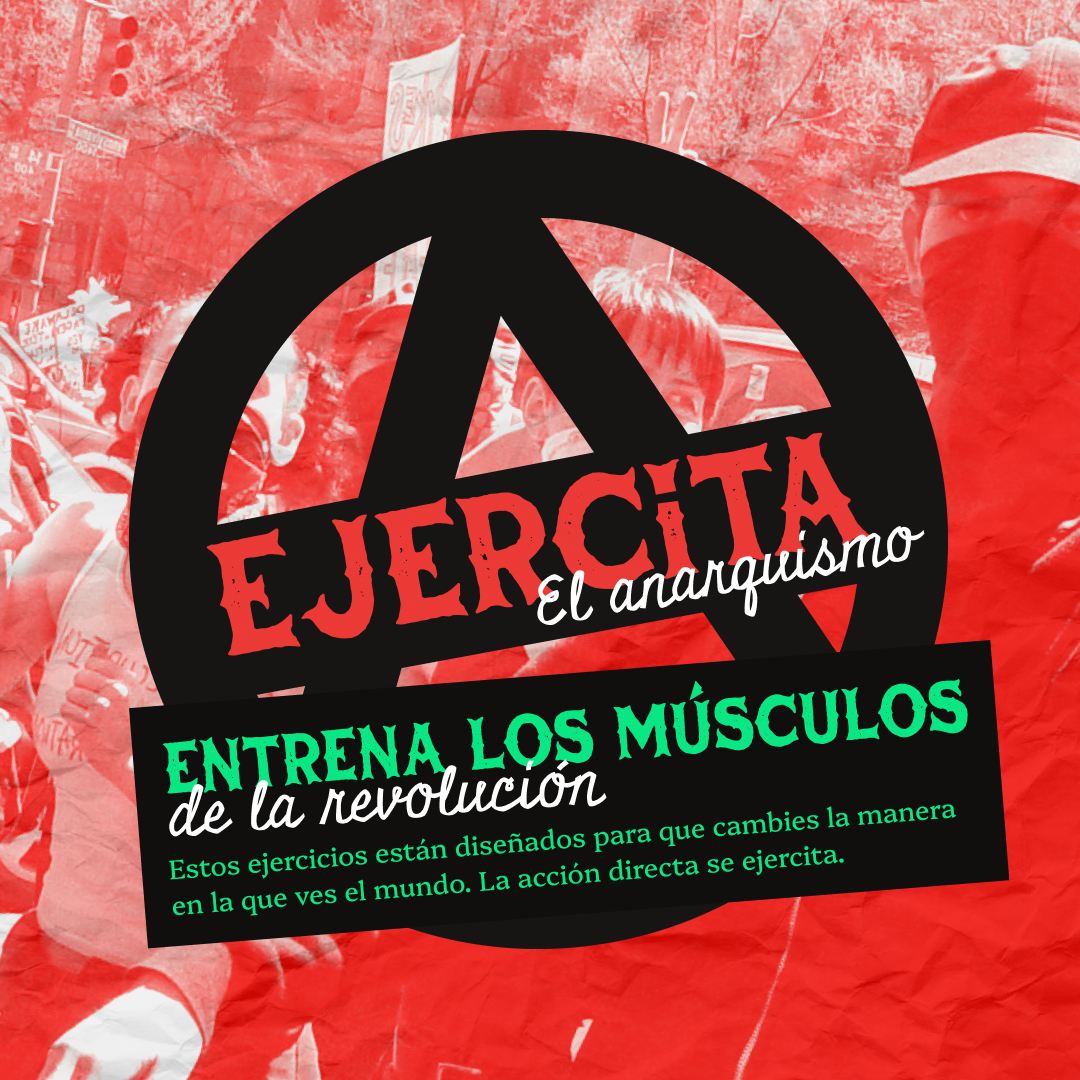 EJERCiTA
El anarquismo
ENTRENA LOS MÚSCULOS
de la revolución
Estos ejercicios están diseñados para que cambies la manera
en la que ves el mundo. La acción directa se ejercita.